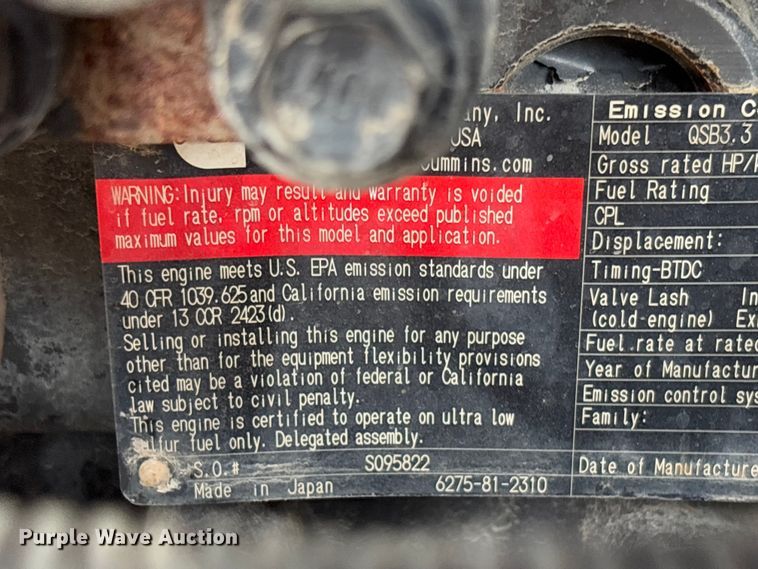 any, Inc.
USA
cummins.com
WARNING: Injury may result and warranty is voided
if fuel rate, rpm or altitudes exceed published
maximum values for this model and application.
This engine meets U.S. EPA emission standards under
40 CFR 1039.625 and California emission requirements
under 13 CCR 2423(d).
Selling or installing this engine for any purpose
other than for the equipment flexibility provisions
cited may be a violation of federal or California
law subject to civil penalty.
This engine is certified to operate on ultra low
sulfur fuel only. Delegated assembly.
S.O.# S095822
Made in Japan 6275-81-2310
Emission C
Model QSB3.3
Gross rated HP/
Fuel Rating
CPL
Displacement:
Timing-BTDC
Valve Lash In
(cold-engine) Ex
Fuel.rate at rated
Year of Manufactur
Emission control sys
Family:
Date of Manufacture
Purple Wave Auction